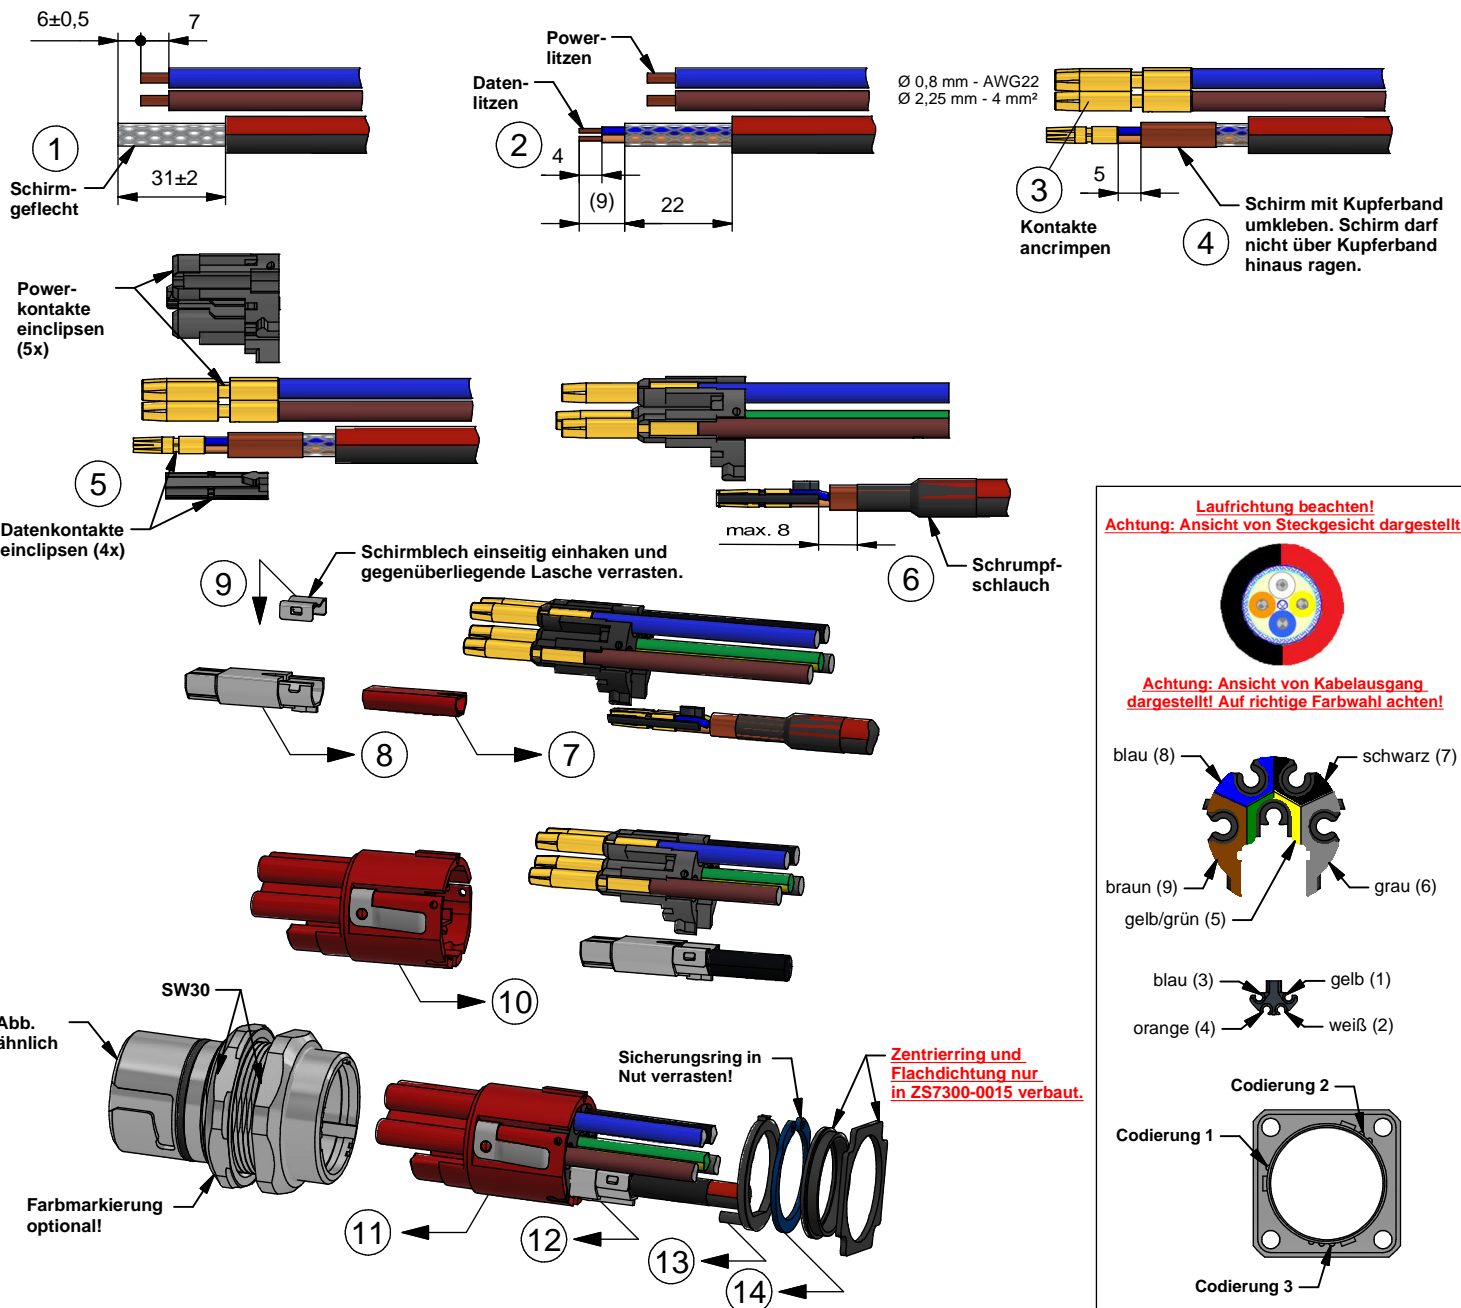 6±0,5
7
1
Schirm-
geflecht
31±2
Power-
litzen
Daten-
litzen
2
4
(9)
22
Ø 0,8 mm - AWG22
Ø 2,25 mm - 4 mm²
3
Kontakte
ancrimpen
5
4
Schirm mit Kupferband
umkleben. Schirm darf
nicht über Kupferband
hinaus ragen.
Power-
kontakte
einclipsen
(5x)
5
Datenkontakte
einclipsen (4x)
max. 8
6
Schrumpf-
schlauch
9
Schirmblech einseitig einhaken und
gegenüberliegende Lasche verrasten.
8
7
10
SW30
Abb.
ähnlich
Farbmarkierung
optional!
Sicherungsring in
Nut verrasten!
Zentrierring und
Flachdichtung nur
in ZS7300-0015 verbaut.
11
12
13
14
Laufrichtung beachten!
Achtung: Ansicht von Steckgesicht dargestellt
Achtung: Ansicht von Kabelausgang
dargestellt! Auf richtige Farbwahl achten!
blau (8)
schwarz (7)
braun (9)
grau (6)
gelb/grün (5)
blau (3)
gelb (1)
orange (4)
weiß (2)
Codierung 2
Codierung 1
Codierung 3